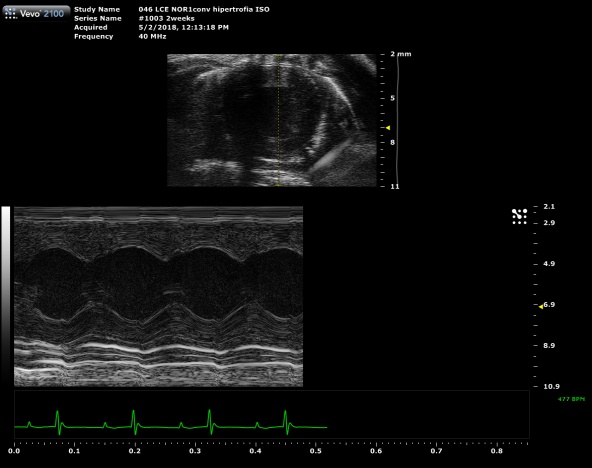 Vevo 2100
Study Name 046 LCE NOR1conv hipertrofia ISO
Series Name #1003 2weeks
Acquired 5/2/2018, 12:13:18 PM
Frequency 40 MHz
2 mm
5
8
11
2.1
2.9
4.9
6.9
8.9
10.9
477 BPM
0.0 0.1 0.2 0.3 0.4 0.5 0.6 0.7 0.8